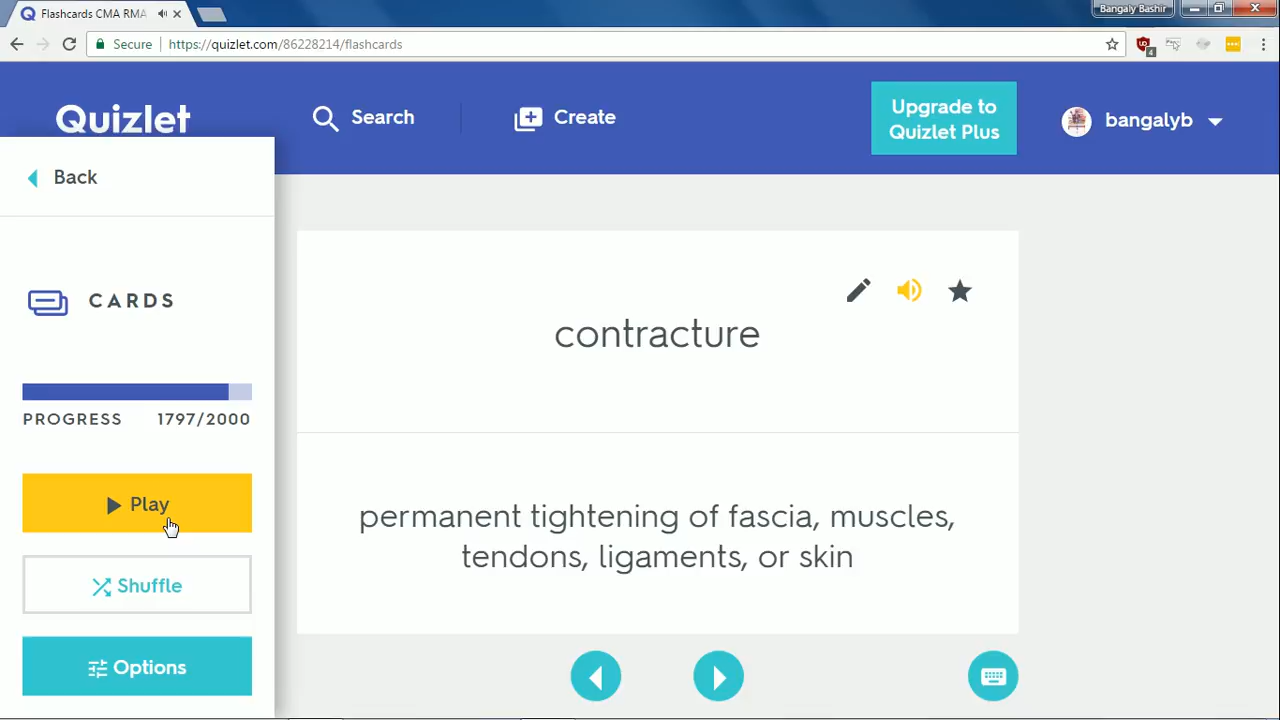 Flashcards CMA RMA
Bangaly Bashir
Secure
https://quizlet.com/86228214/flashcards
4
Quizlet
Search
Create
Upgrade to
Quizlet Plus
bangalyb
Back
CARDS
PROGRESS 1797/2000
Play
Shuffle
Options
contracture
permanent tightening of fascia, muscles,
tendons, ligaments, or skin